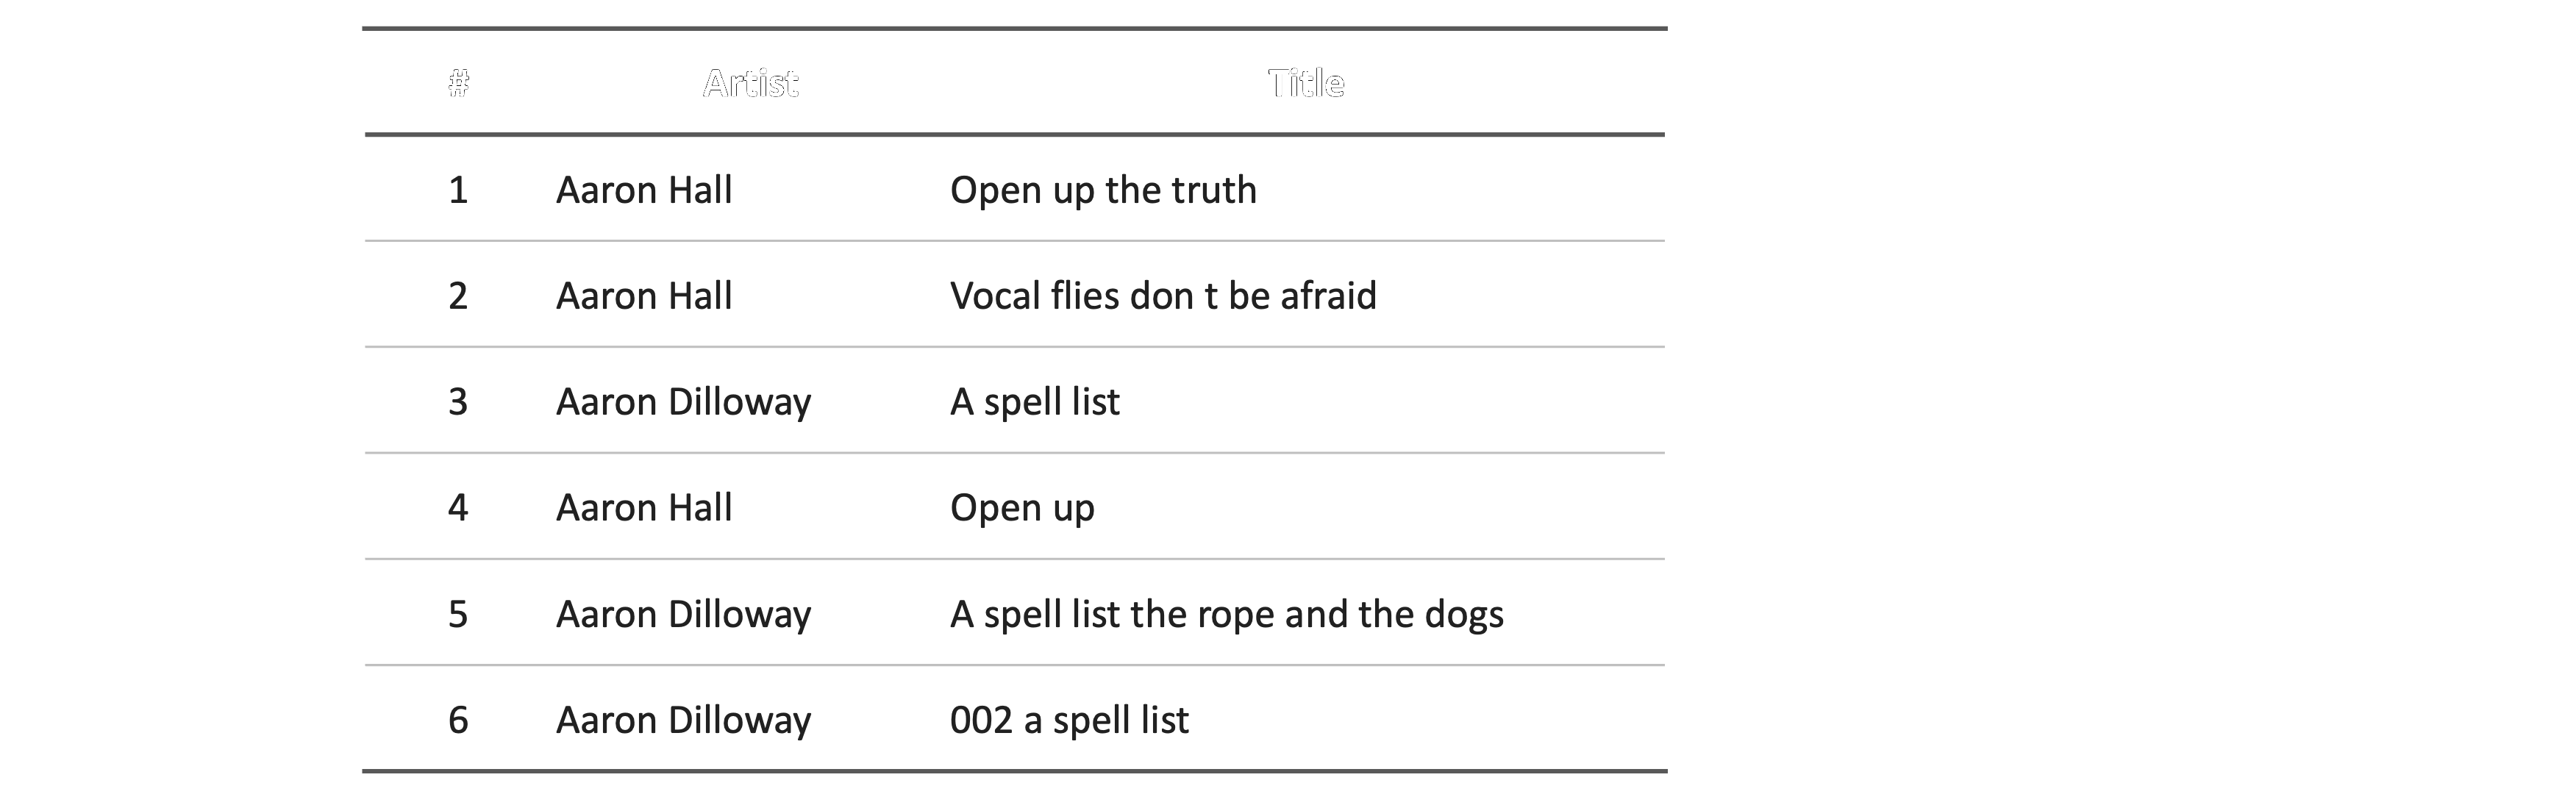 # Artist Title
1 Aaron Hall Open up the truth
2 Aaron Hall Vocal flies don t be afraid
3 Aaron Dilloway A spell list
4 Aaron Hall Open up
5 Aaron Dilloway A spell list the rope and the dogs
6 Aaron Dilloway 002 a spell list